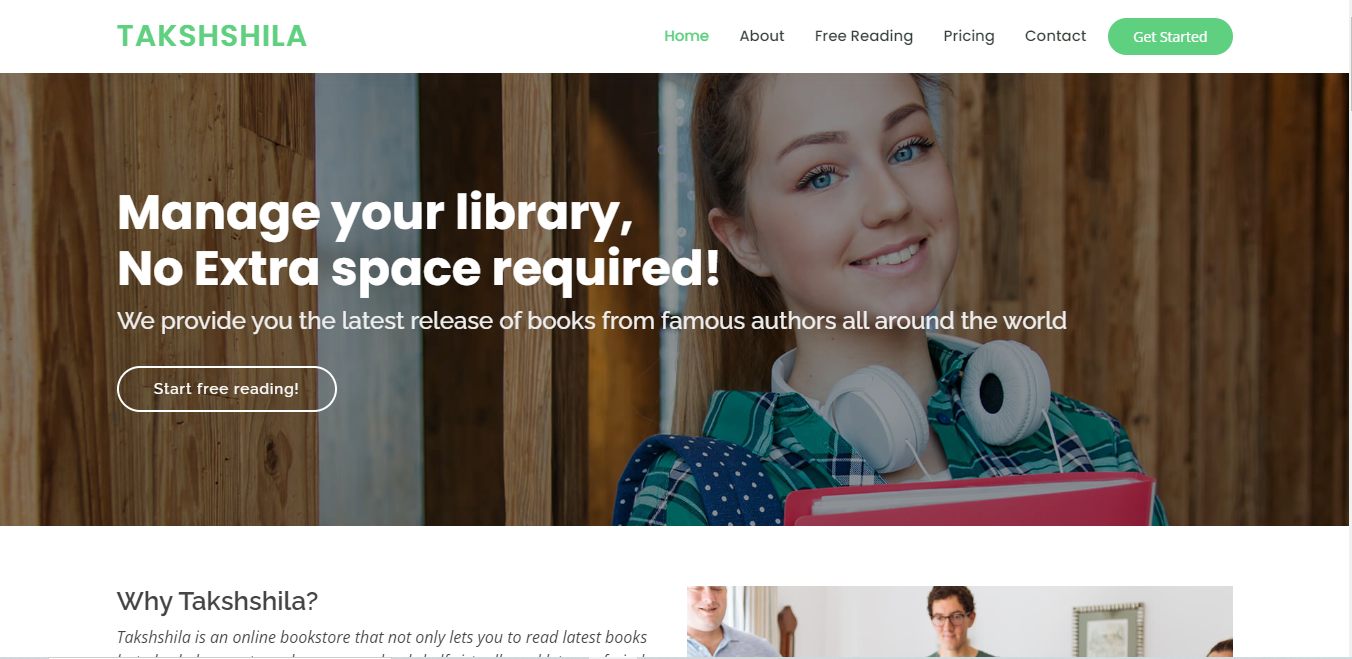 TAKSHSHILA
Home About Free Reading Pricing Contact Get Started
Manage your library,
No Extra space required!
We provide you the latest release of books from famous authors all around the world
Start free reading!
Why Takshshila?
Takshshila is an online bookstore that not only lets you to read latest books